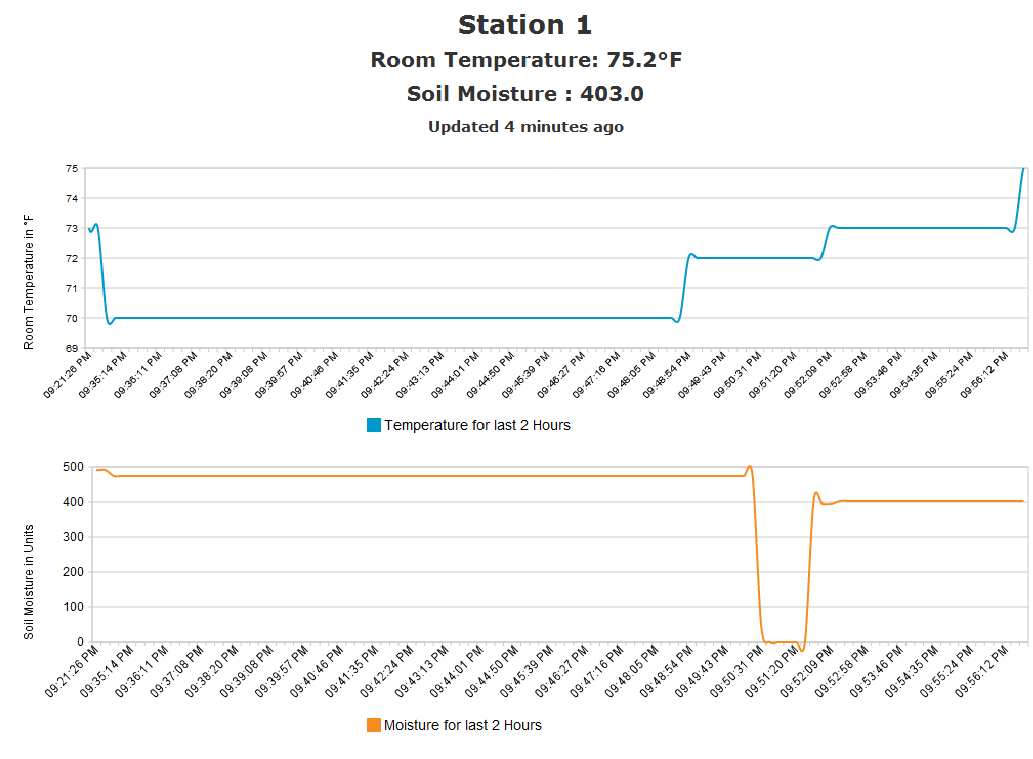 Station 1
Room Temperature: 75.2°F
Soil Moisture : 403.0
Updated 4 minutes ago
Room Temperature in °F
75
74
73
72
71
70
69
09:21:26 PM 09:35:14 PM 09:36:11 PM 09:37:08 PM 09:38:20 PM 09:39:08 PM 09:39:57 PM 09:40:46 PM 09:41:35 PM 09:42:24 PM 09:43:13 PM 09:44:01 PM 09:44:50 PM 09:45:39 PM 09:46:27 PM 09:47:16 PM 09:48:05 PM 09:48:54 PM 09:49:43 PM 09:50:31 PM 09:51:20 PM 09:52:09 PM 09:52:58 PM 09:53:46 PM 09:54:35 PM 09:55:24 PM 09:56:12 PM
Temperature for last 2 Hours
Soil Moisture in Units
500
400
300
200
100
0
09:21:26 PM 09:35:14 PM 09:36:11 PM 09:37:08 PM 09:38:20 PM 09:39:08 PM 09:39:57 PM 09:40:46 PM 09:41:35 PM 09:42:24 PM 09:43:13 PM 09:44:01 PM 09:44:50 PM 09:45:39 PM 09:46:27 PM 09:47:16 PM 09:48:05 PM 09:48:54 PM 09:49:43 PM 09:50:31 PM 09:51:20 PM 09:52:09 PM 09:52:58 PM 09:53:46 PM 09:54:35 PM 09:55:24 PM 09:56:12 PM
Moisture for last 2 Hours